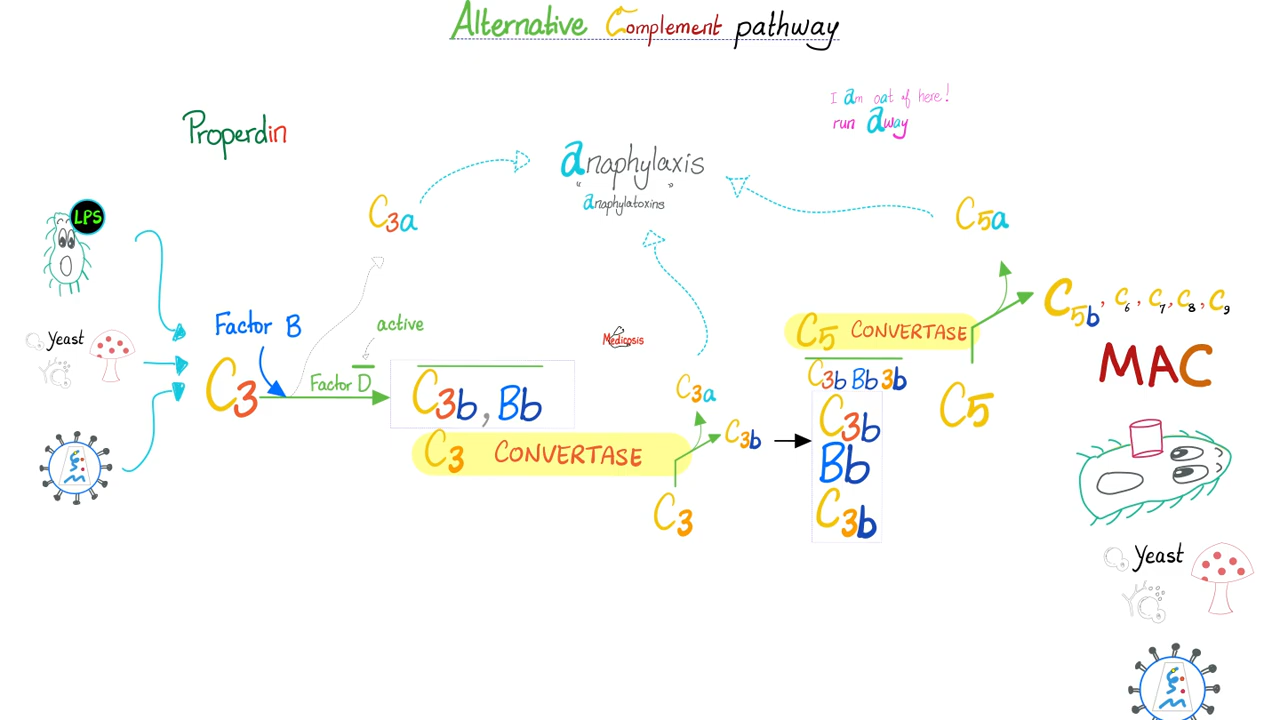 Alternative Complement pathway
I am oat of here!
run away
Properdin
anaphylaxis
" "
anaphylatoxins
LPS
C3a
C5a
Factor B
active
Yeast
Medicosis
C3
Factor D
C3b, Bb
C3 CONVERTASE
C3
C3a
C3b
C5 CONVERTASE
C3b Bb 3b
C3b
Bb
C3b
C5
C5b, C6, C7, C8, C9
MAC
Yeast